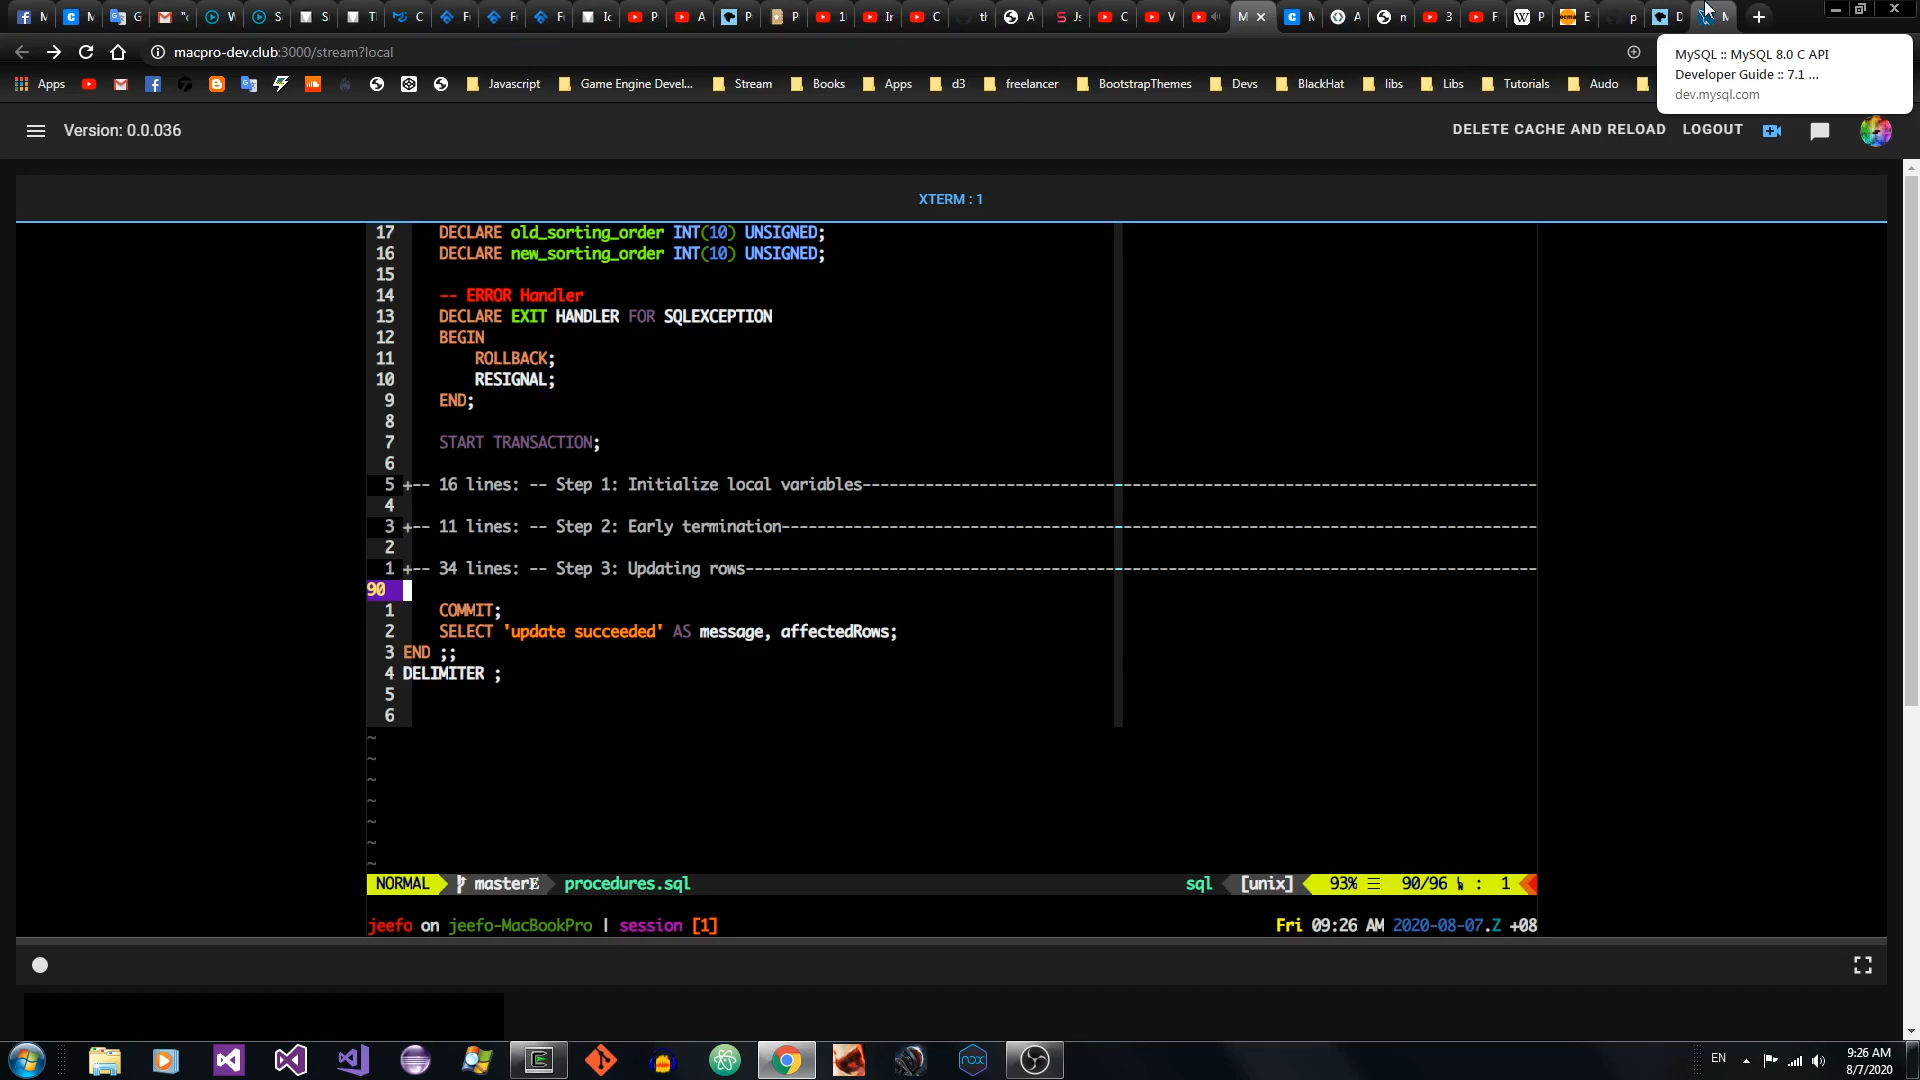 macpro-dev.club:3000/stream?local
MySQL :: MySQL 8.0 C API
Developer Guide :: 7.1 ...
dev.mysql.com
Apps
Javascript
Game Engine Devel...
Stream
Books
Apps
d3
freelancer
BootstrapThemes
Devs
BlackHat
libs
Libs
Tutorials
Audo
Version: 0.0.036
DELETE CACHE AND RELOAD
LOGOUT
XTERM : 1
17 DECLARE old_sorting_order INT(10) UNSIGNED;
16 DECLARE new_sorting_order INT(10) UNSIGNED;
15
14 -- ERROR Handler
13 DECLARE EXIT HANDLER FOR SQLEXCEPTION
12 BEGIN
11 ROLLBACK;
10 RESIGNAL;
9 END;
8
7 START TRANSACTION;
6
5 +-- 16 lines: -- Step 1: Initialize local variables---
4
3 +-- 11 lines: -- Step 2: Early termination---
2
1 +-- 34 lines: -- Step 3: Updating rows---
90
1 COMMIT;
2 SELECT 'update succeeded' AS message, affectedRows;
3 END ;;
4 DELIMITER ;
5
6
~
~
~
~
~
~
~
NORMAL master procedures.sql sql [unix] 93% ☰ 90/96 : 1
jeefo on jeefo-MacBookPro | session [1] Fri 09:26 AM 2020-08-07.Z +08
EN
9:26 AM
8/7/2020